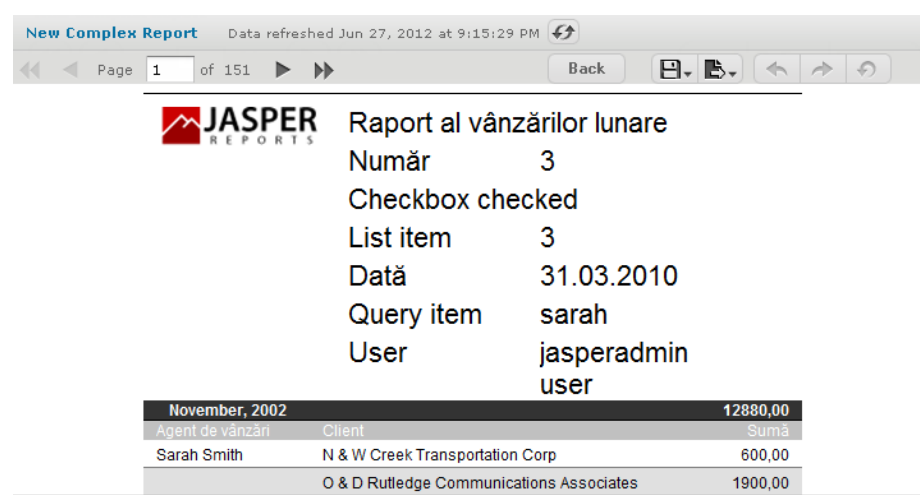 New Complex Report Data refreshed Jun 27, 2012 at 9:15:29 PM
Page 1 of 151 Back
JASPER
REPORTS
Raport al vânzărilor lunare
Număr 3
Checkbox checked
List item 3
Dată 31.03.2010
Query item sarah
User jasperadmin
user
November, 2002 12880,00
Agent de vânzări Client Sumă
Sarah Smith N & W Creek Transportation Corp 600,00
O & D Rutledge Communications Associates 1900,00